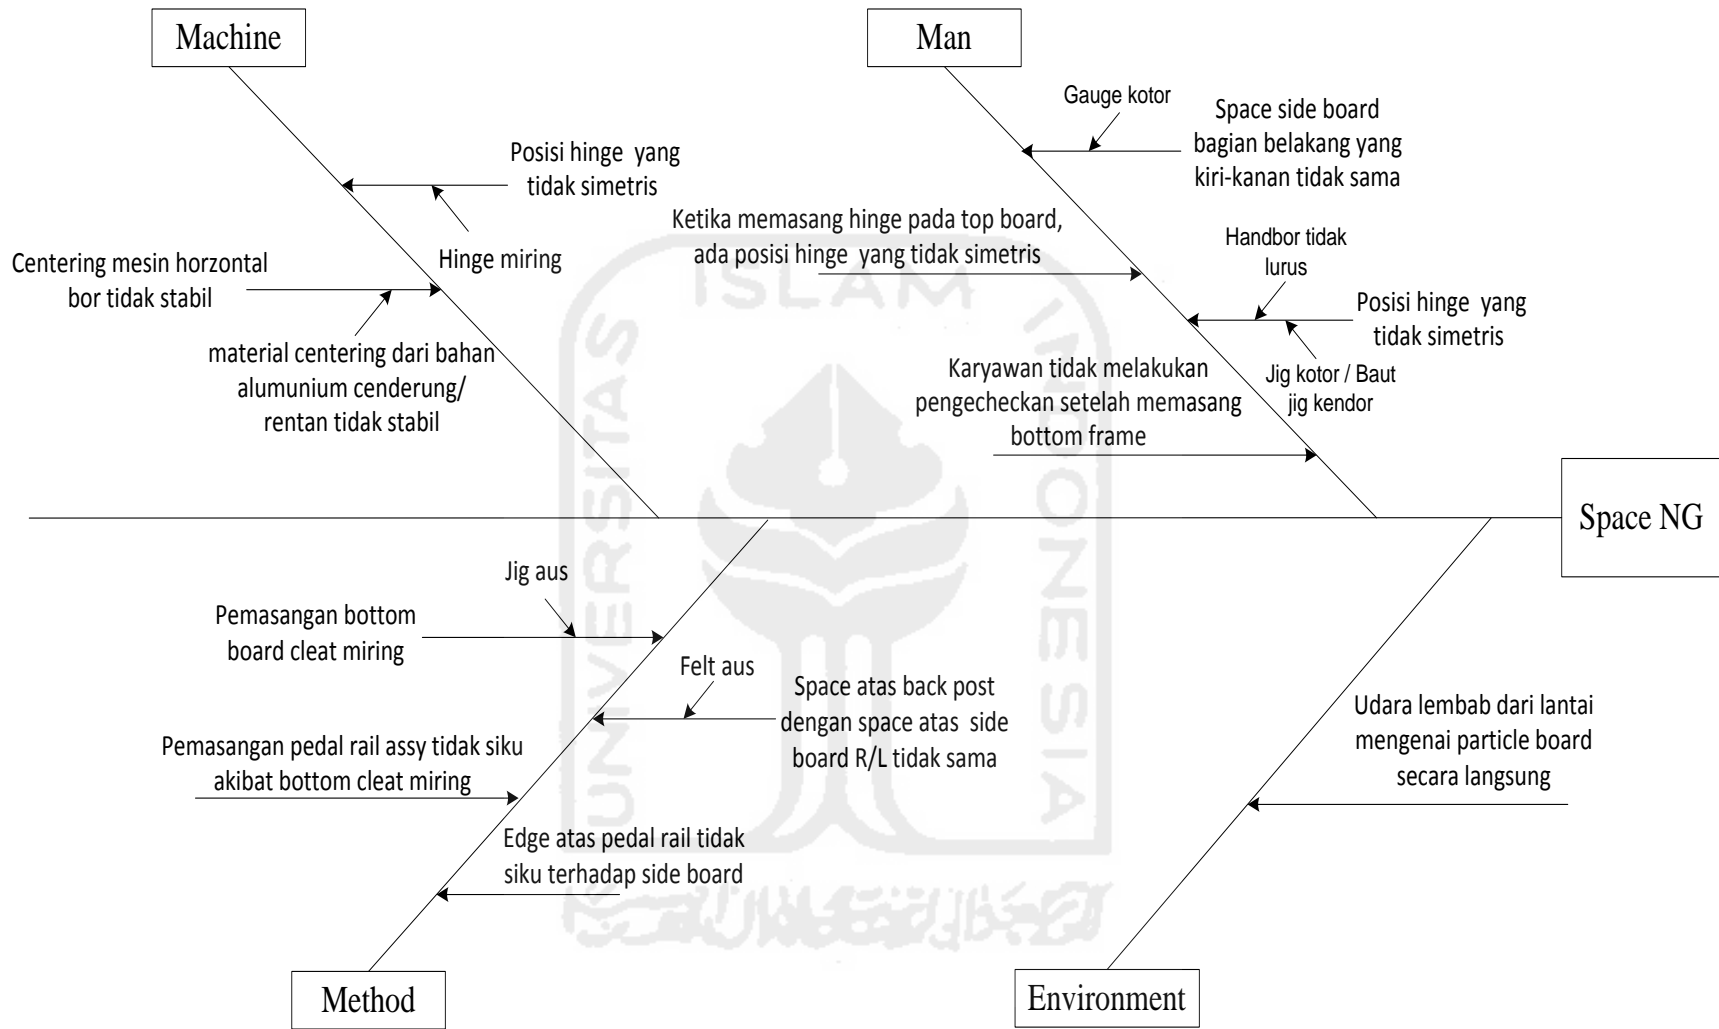 Machine
Man
Gauge kotor
Space side board
bagian belakang yang
kiri-kanan tidak sama
Posisi hinge yang
tidak simetris
Hinge miring
Ketika memasang hinge pada top board,
ada posisi hinge yang tidak simetris
Handbor tidak
lurus
Centering mesin horzontal
bor tidak stabil
Posisi hinge yang
tidak simetris
material centering dari bahan
alumunium cenderung/
rentan tidak stabil
Karyawan tidak melakukan
pengecheckan setelah memasang
bottom frame
Jig kotor / Baut
jig kendor
Space NG
Jig aus
Pemasangan bottom
board cleat miring
Felt aus
Space atas back post
dengan space atas side
board R/L tidak sama
Udara lembab dari lantai
mengenai particle board
secara langsung
Pemasangan pedal rail assy tidak siku
akibat bottom cleat miring
Edge atas pedal rail tidak
siku terhadap side board
Method
Environment
UNIVERSITAS
ISLAM
INDONESIA